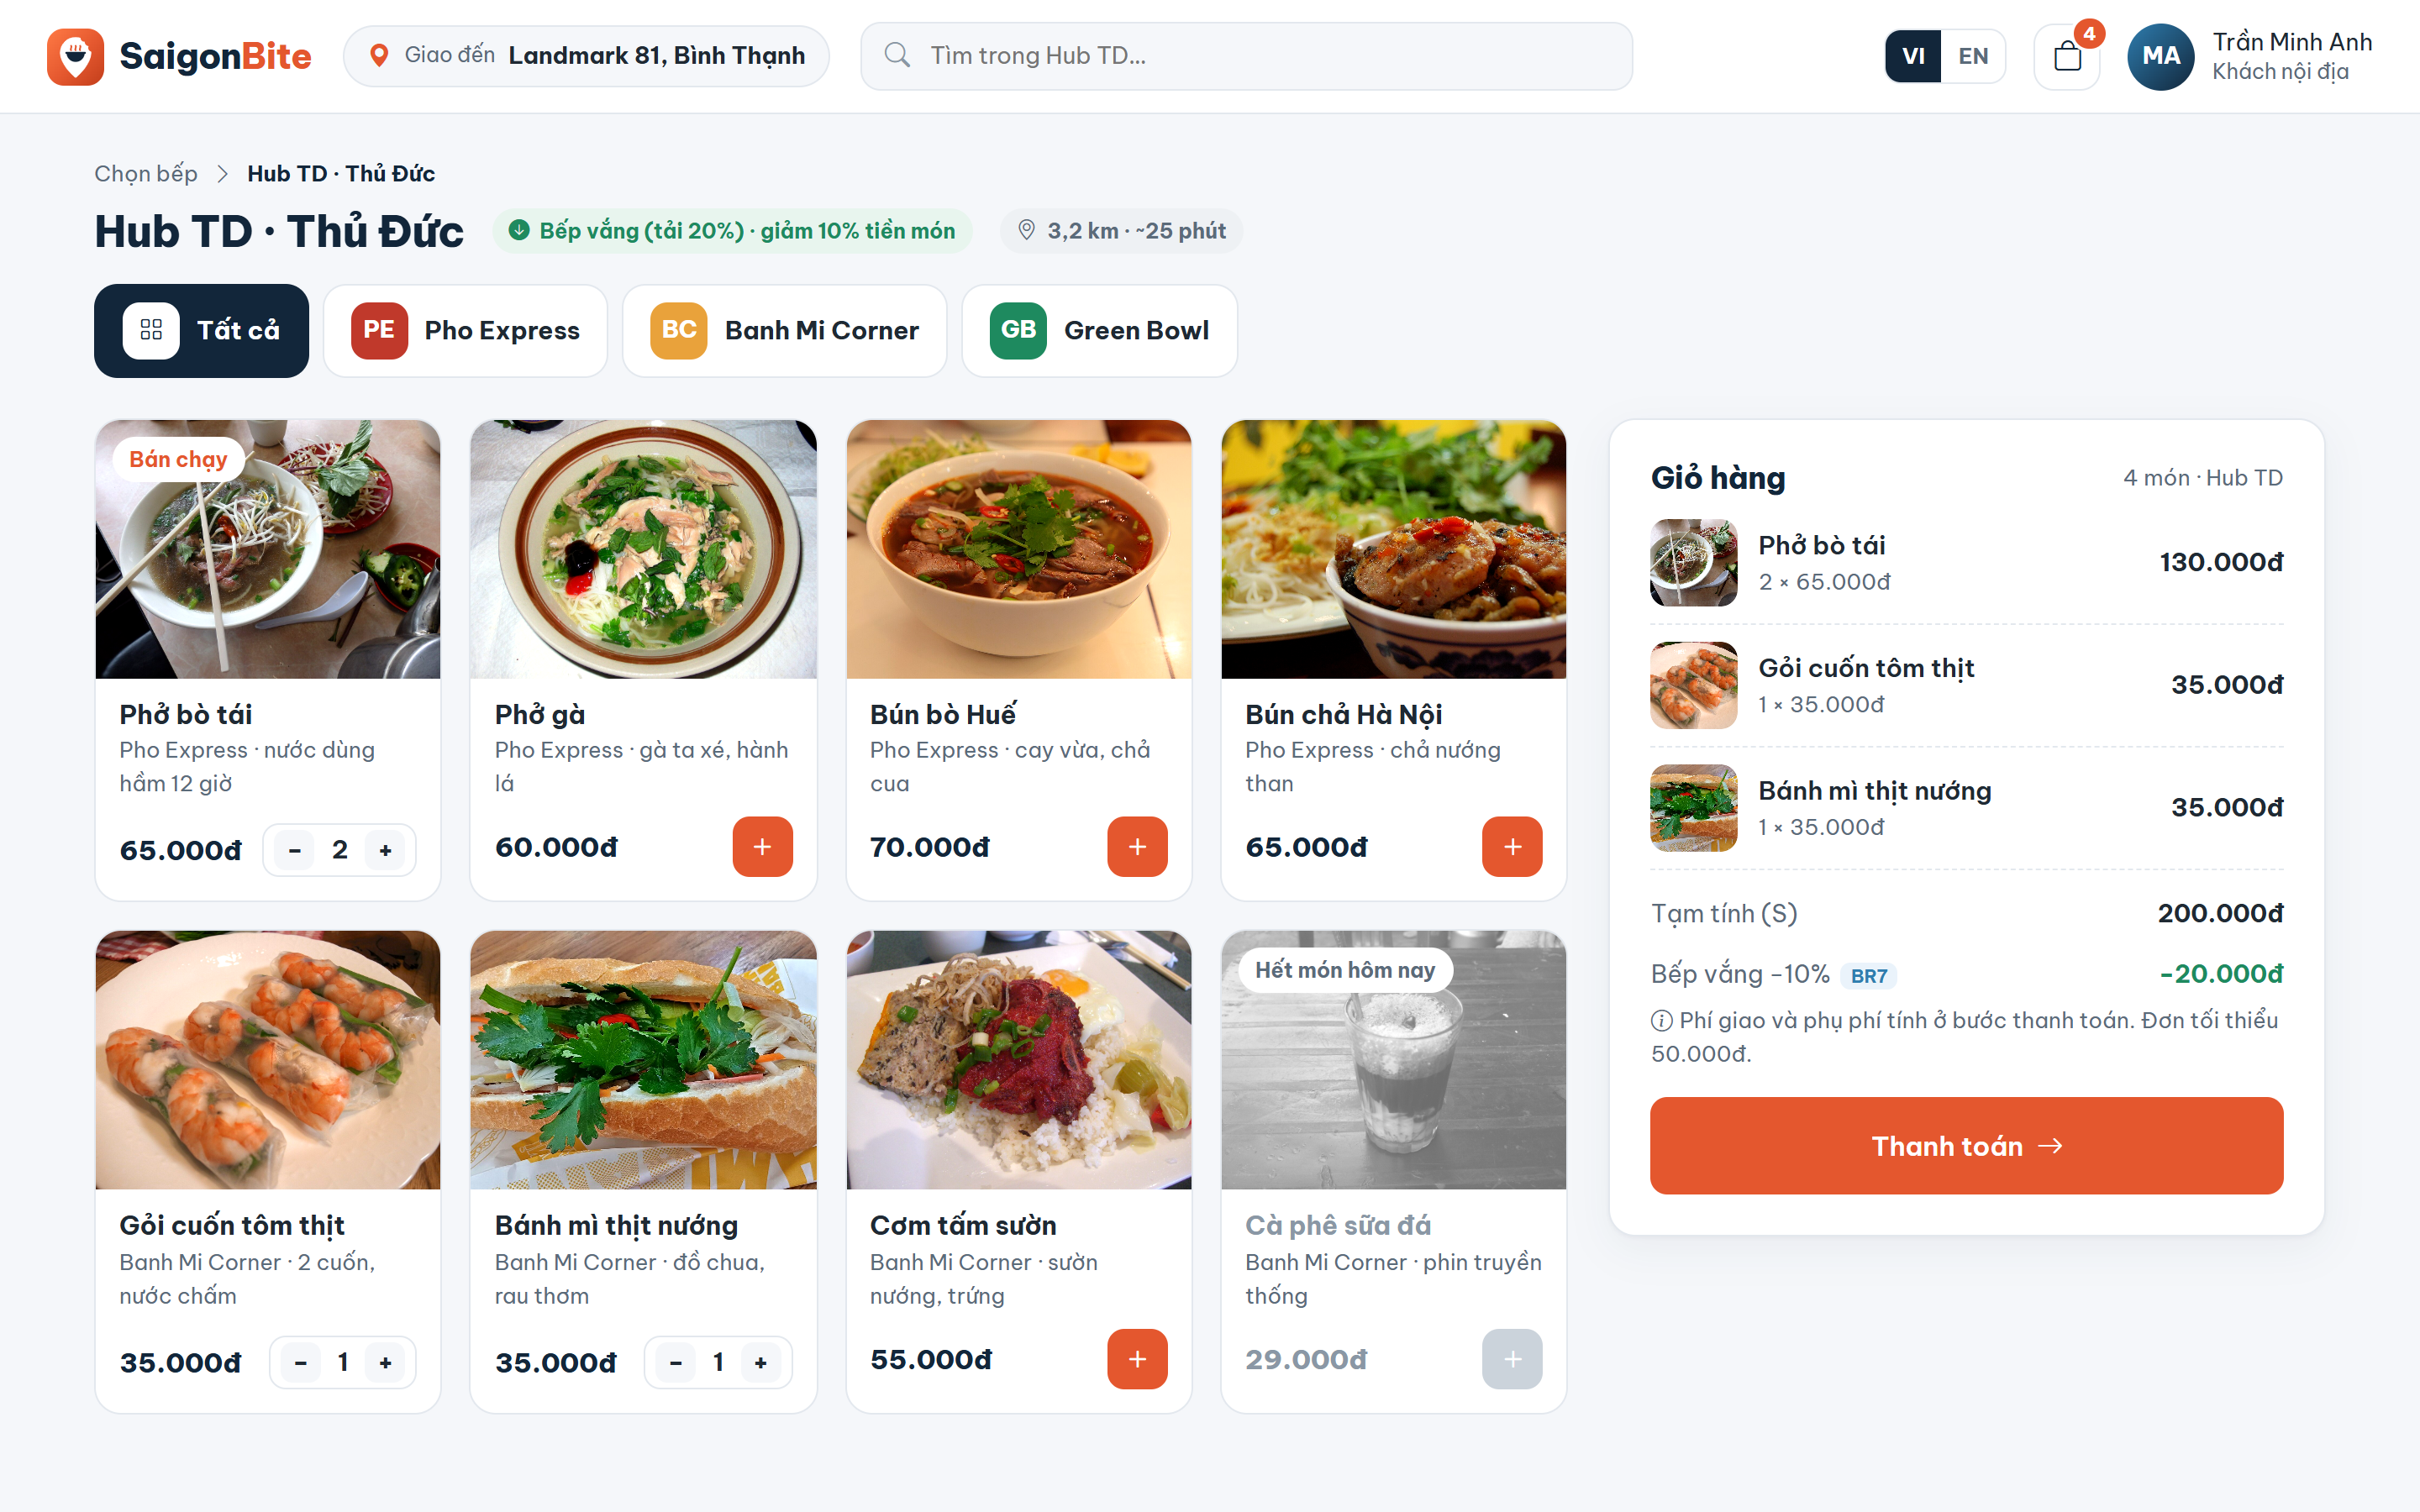 SaigonBite
Giao đến Landmark 81, Bình Thạnh
Tìm trong Hub TD...
VI EN
4
MA
Trần Minh Anh
Khách nội địa
Chọn bếp > Hub TD · Thủ Đức
Hub TD · Thủ Đức
Bếp vắng (tải 20%) · giảm 10% tiền món
3,2 km · ~25 phút
Tất cả
PE Pho Express
BC Banh Mi Corner
GB Green Bowl
Bán chạy
Phở bò tái
Pho Express · nước dùng
hầm 12 giờ
65.000đ − 2 +
Phở gà
Pho Express · gà ta xé, hành
lá
60.000đ +
Bún bò Huế
Pho Express · cay vừa, chả
cua
70.000đ +
Bún chả Hà Nội
Pho Express · chả nướng
than
65.000đ +
Gỏi cuốn tôm thịt
Banh Mi Corner · 2 cuốn,
nước chấm
35.000đ − 1 +
Bánh mì thịt nướng
Banh Mi Corner · đồ chua,
rau thơm
35.000đ − 1 +
Cơm tấm sườn
Banh Mi Corner · sườn
nướng, trứng
55.000đ +
Hết món hôm nay
Cà phê sữa đá
Banh Mi Corner · phin truyền
thống
29.000đ +
Giỏ hàng
4 món · Hub TD
Phở bò tái
2 × 65.000đ
130.000đ
Gỏi cuốn tôm thịt
1 × 35.000đ
35.000đ
Bánh mì thịt nướng
1 × 35.000đ
35.000đ
Tạm tính (S) 200.000đ
Bếp vắng −10% BR7 −20.000đ
Phí giao và phụ phí tính ở bước thanh toán. Đơn tối thiểu
50.000đ.
Thanh toán →